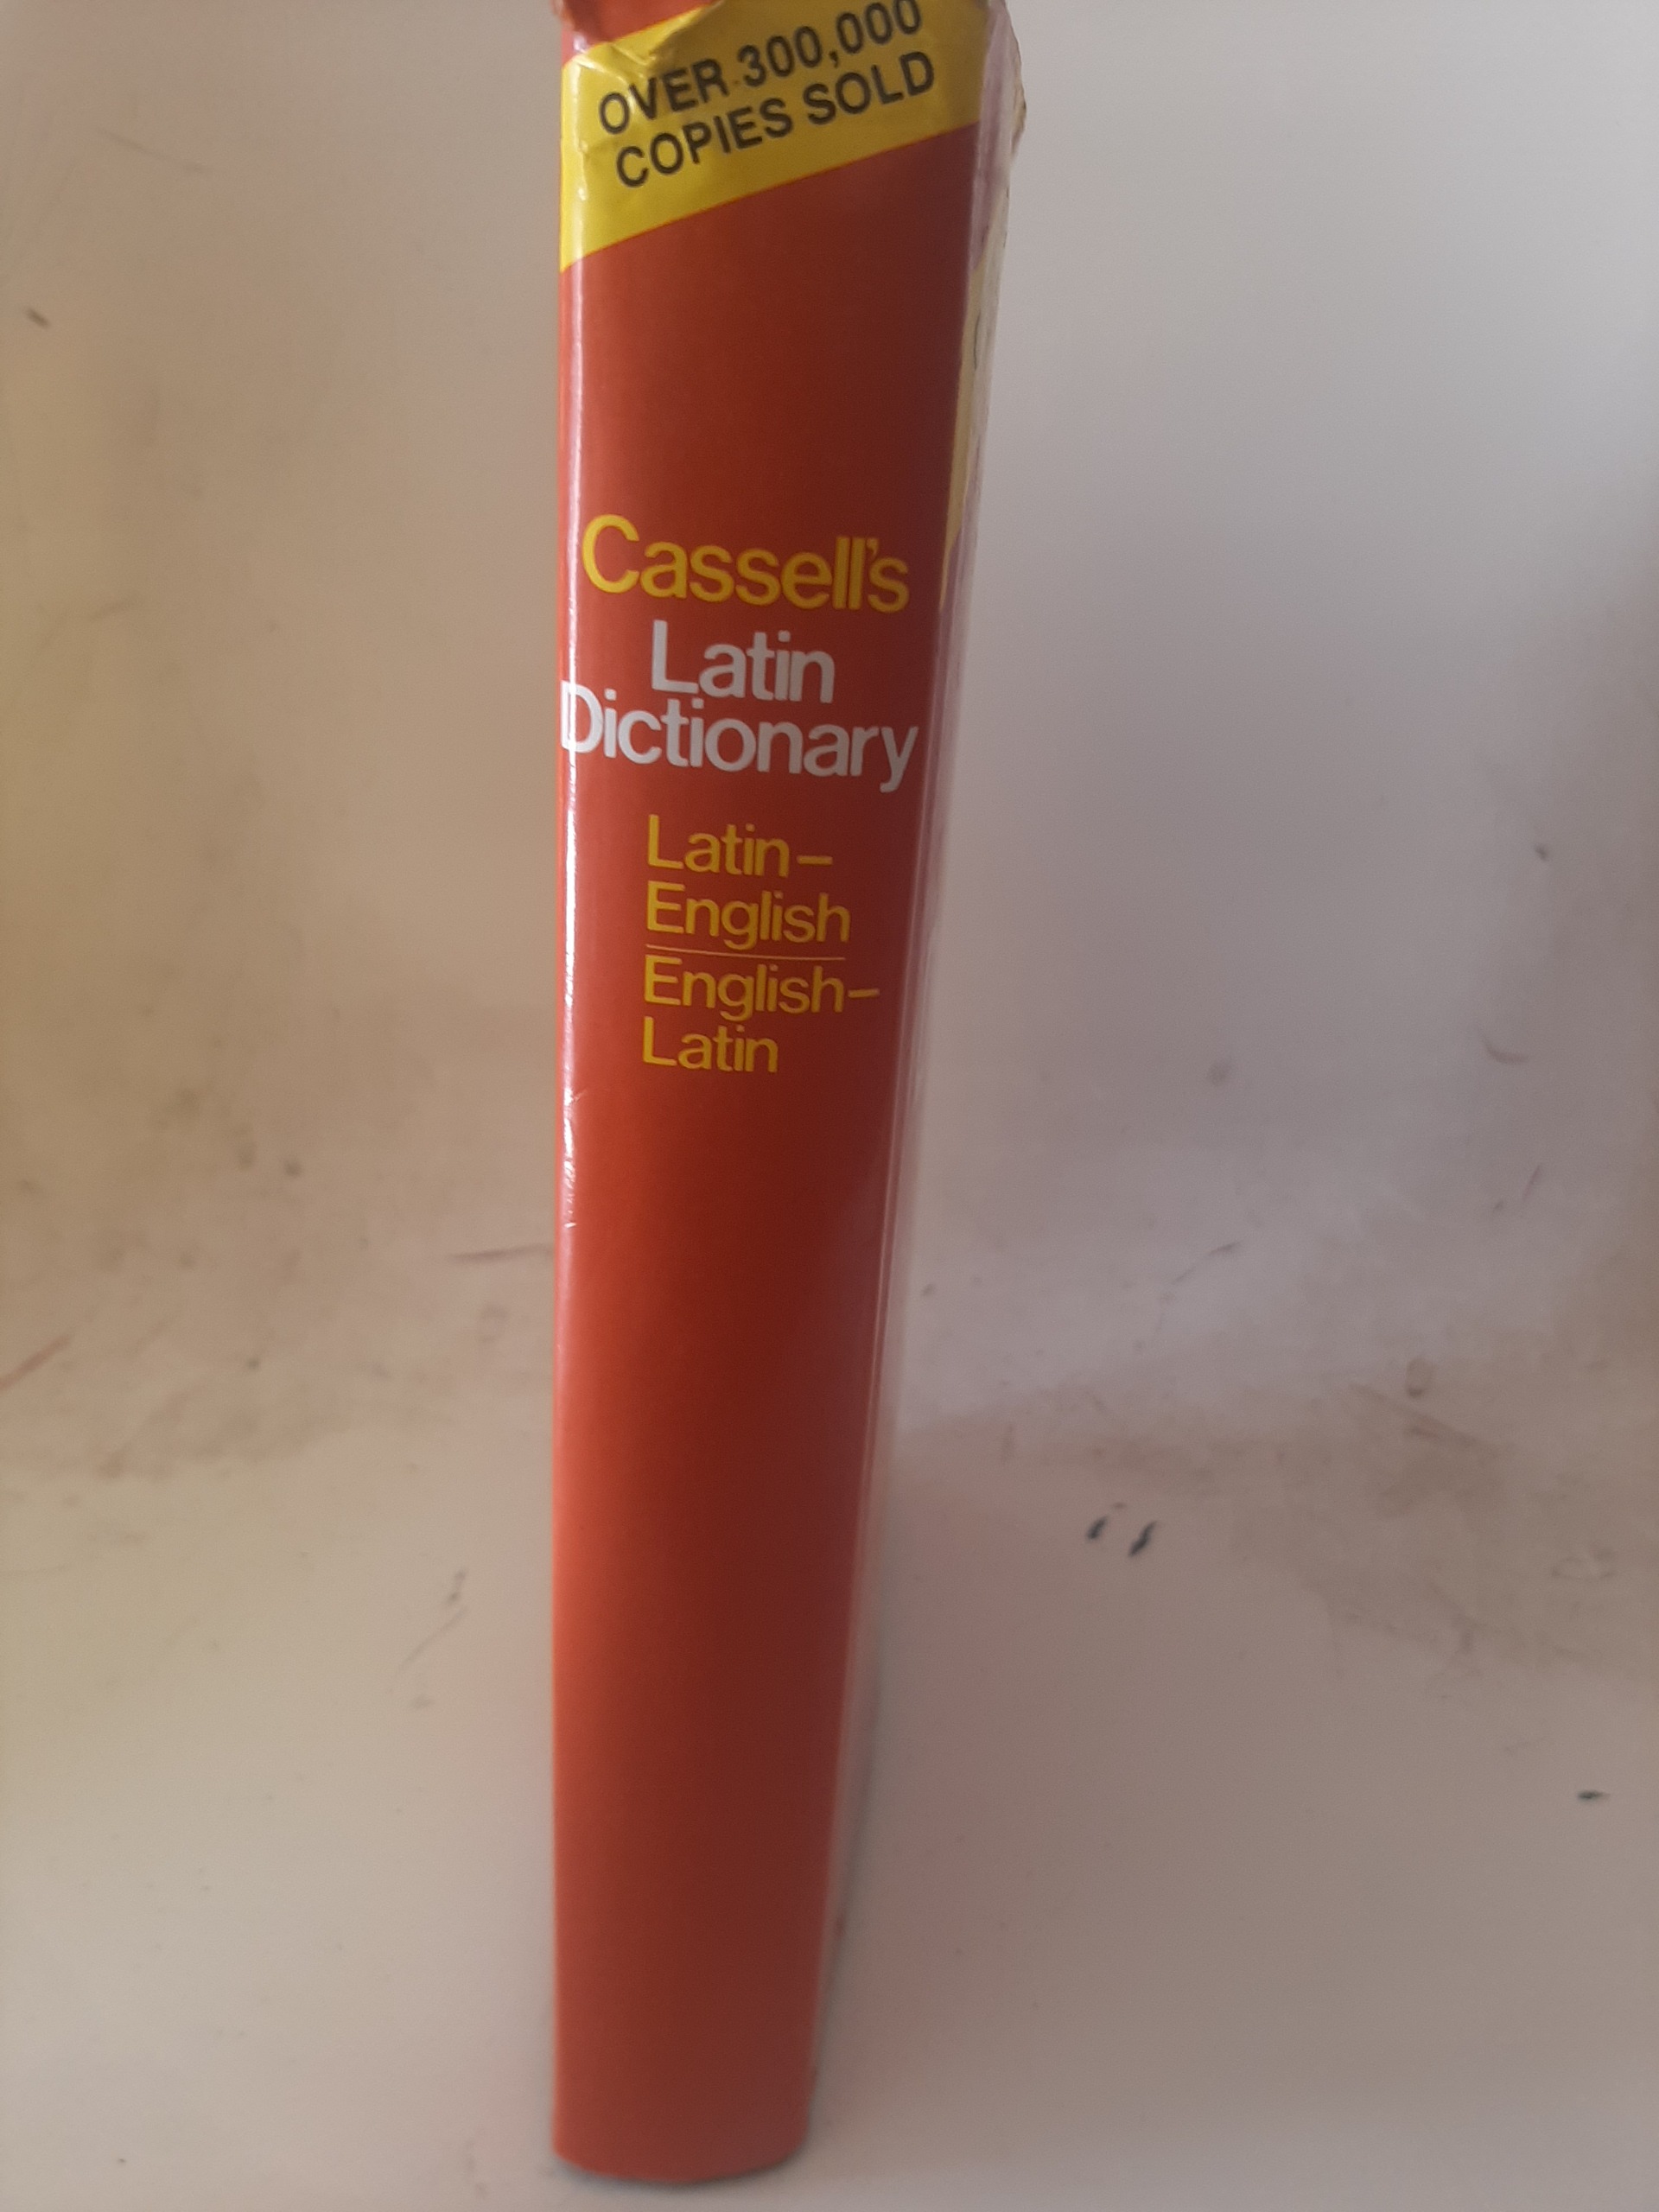 OVER 300,000
COPIES SOLD
Cassell's
Latin
Dictionary
Latin–
English
English–
Latin